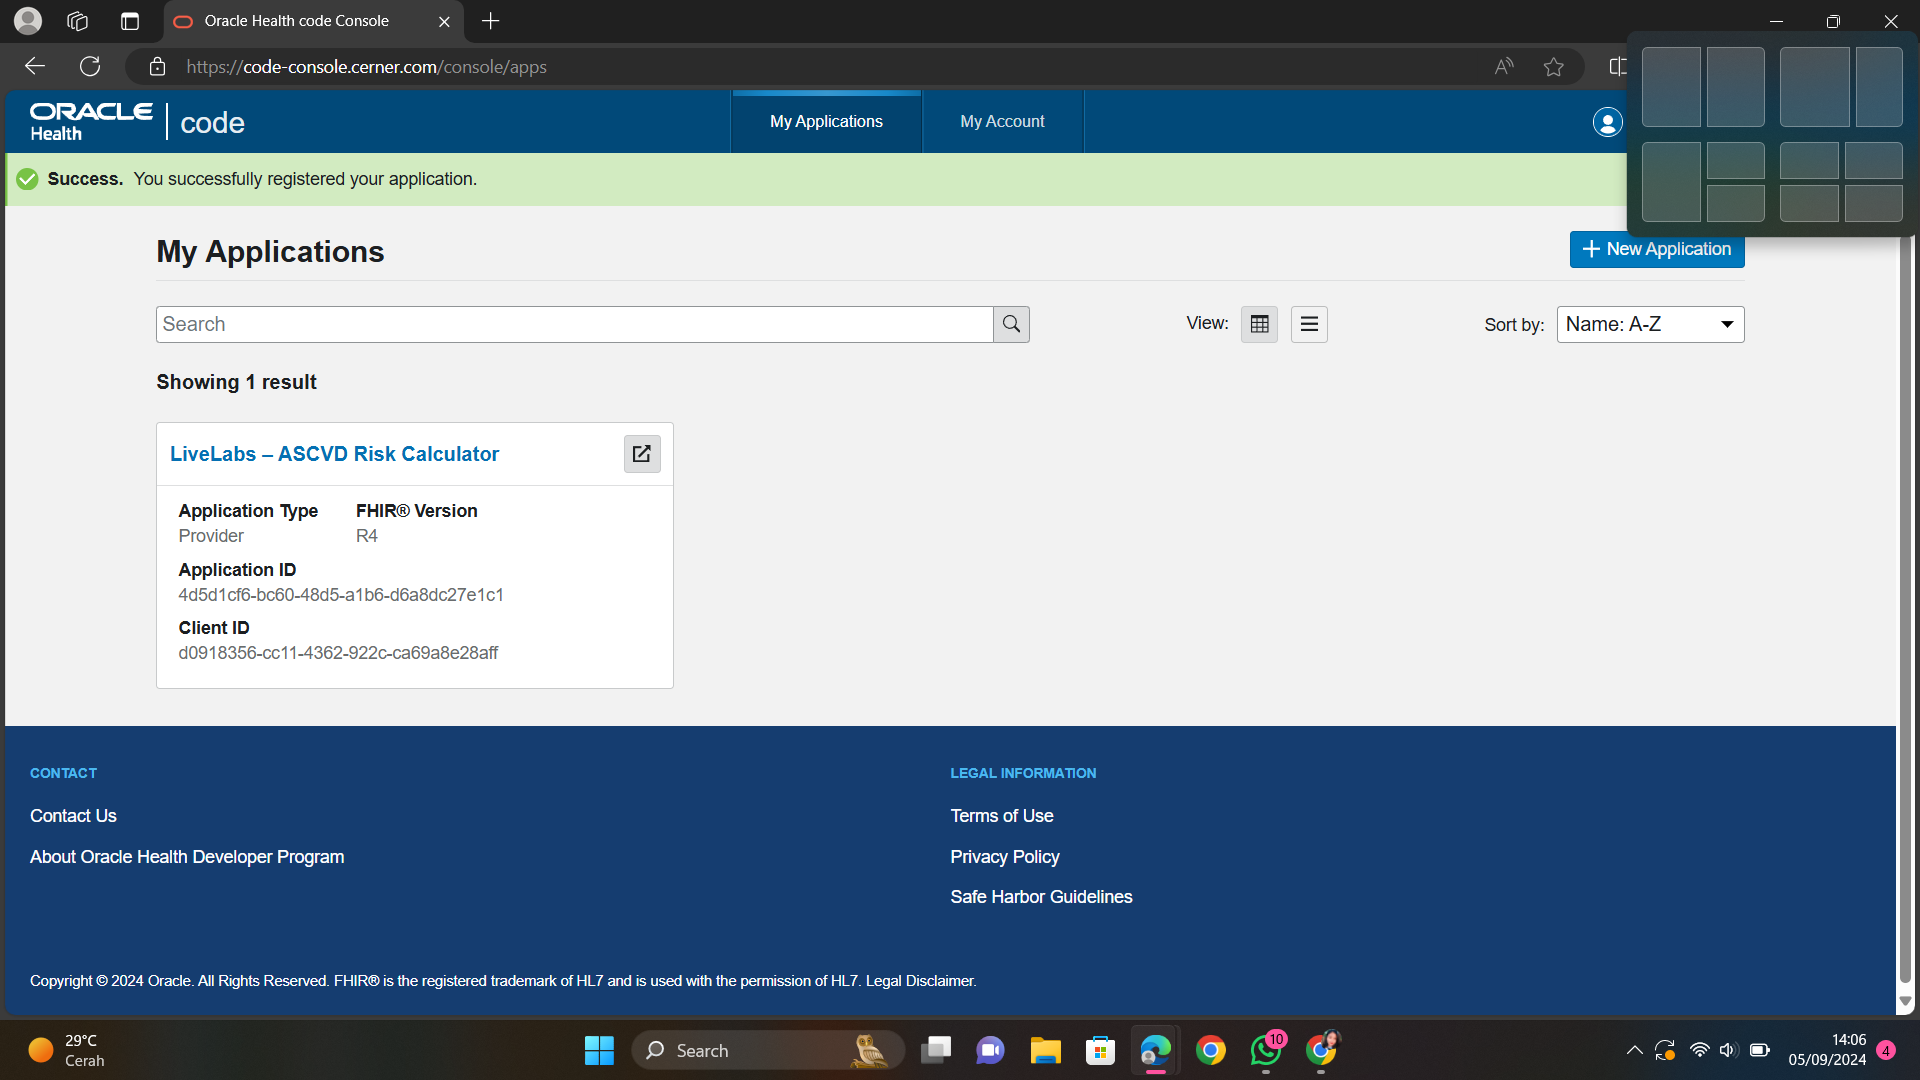 Oracle Health code Console
https://code-console.cerner.com/console/apps
ORACLE Health code
My Applications
My Account
Success. You successfully registered your application.
My Applications
New Application
Search
View:
Sort by:
Name: A-Z
Showing 1 result
LiveLabs – ASCVD Risk Calculator
Application Type FHIR® Version
Provider R4
Application ID
4d5d1cf6-bc60-48d5-a1b6-d6a8dc27e1c1
Client ID
d0918356-cc11-4362-922c-ca69a8e28aff
CONTACT
Contact Us
About Oracle Health Developer Program
LEGAL INFORMATION
Terms of Use
Privacy Policy
Safe Harbor Guidelines
Copyright © 2024 Oracle. All Rights Reserved. FHIR® is the registered trademark of HL7 and is used with the permission of HL7. Legal Disclaimer.
29°C
Cerah
Search
10
14:06
05/09/2024
4